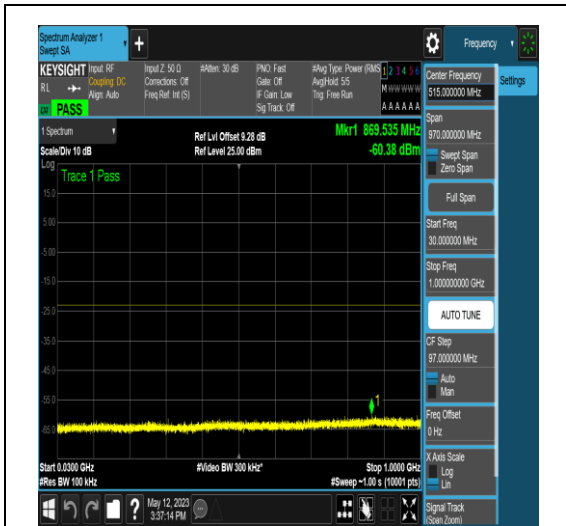 Spectrum Analyzer 1
Swept SA
Frequency
KEYSIGHT
RL
PASS
Input: RF
Coupling: DC
Align: Auto
Input Z: 50 Ω
Corrections: Off
Freq Ref: Int (S)
#Atten: 30 dB
PNO: Fast
Gate: Off
IF Gain: Low
Sig Track: Off
#Avg Type: Power (RMS
Avg|Hold: 5/5
Trig: Free Run
1 2 3 4 5 6
M W W W W W
A A A A A A
1 Spectrum
Scale/Div 10 dB
Ref Lvl Offset 9.28 dB
Ref Level 25.00 dBm
Mkr1 869.535 MHz
-60.38 dBm
Log
Trace 1 Pass
15.0
5.00
-5.00
-15.0
-25.0
-35.0
-45.0
-55.0
-65.0
1
Start 0.0300 GHz
#Res BW 100 kHz
#Video BW 300 kHz*
Stop 1.0000 GHz
#Sweep ~1.00 s (10001 pts)
May 12, 2023
3:37:14 PM
Center Frequency
515.000000 MHz
Settings
Span
970.000000 MHz
Swept Span
Zero Span
Full Span
Start Freq
30.000000 MHz
Stop Freq
1.000000000 GHz
AUTO TUNE
CF Step
97.000000 MHz
Auto
Man
Freq Offset
0 Hz
X Axis Scale
Log
Lin
Signal Track
(Span Zoom)